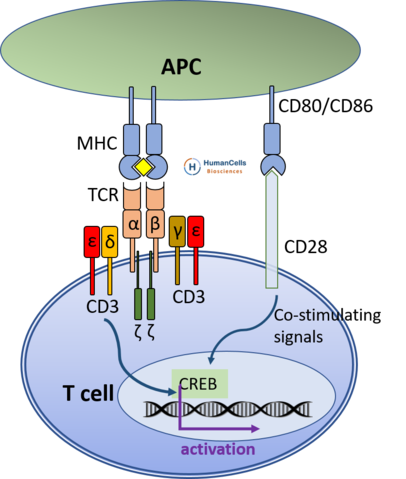 APC
CD80/CD86
MHC
HumanCells
Biosciences
H
TCR
α β
γ ε
ε δ
CD28
CD3
CD3
ζ ζ
Co-stimulating
signals
CREB
T cell
activation